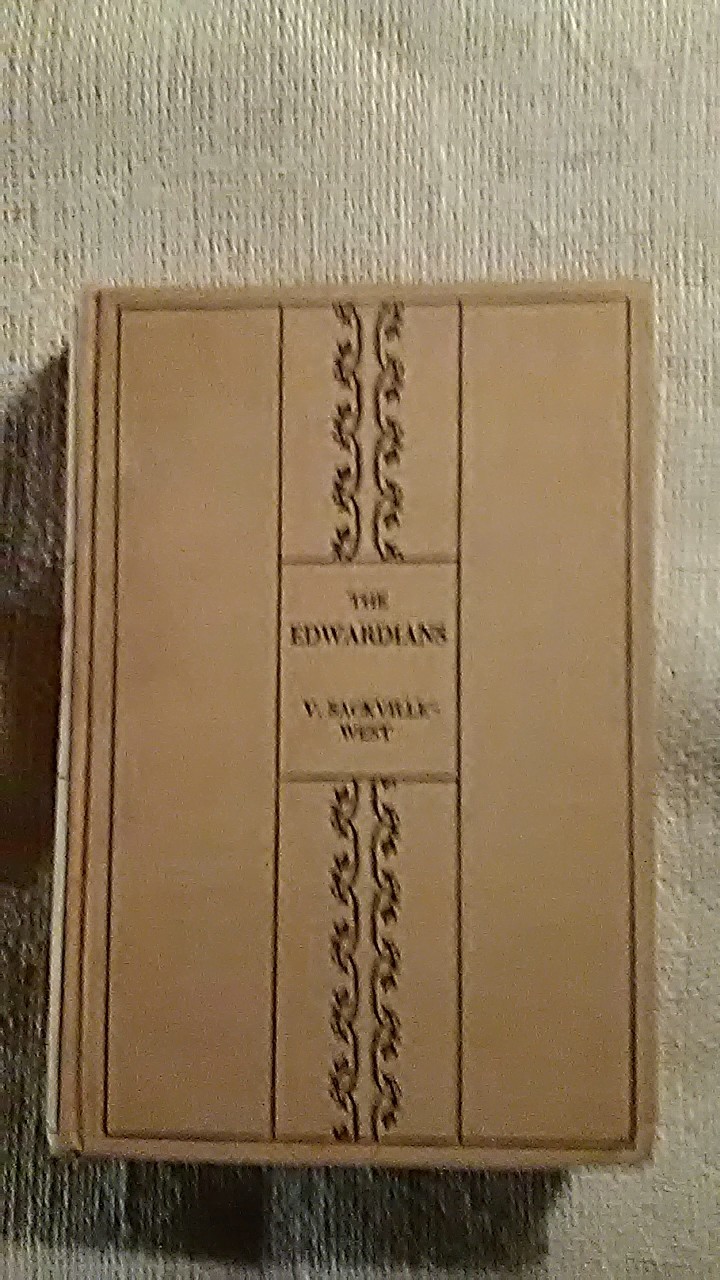 THE
EDWARDIANS
V. SACKVILLE-
WEST